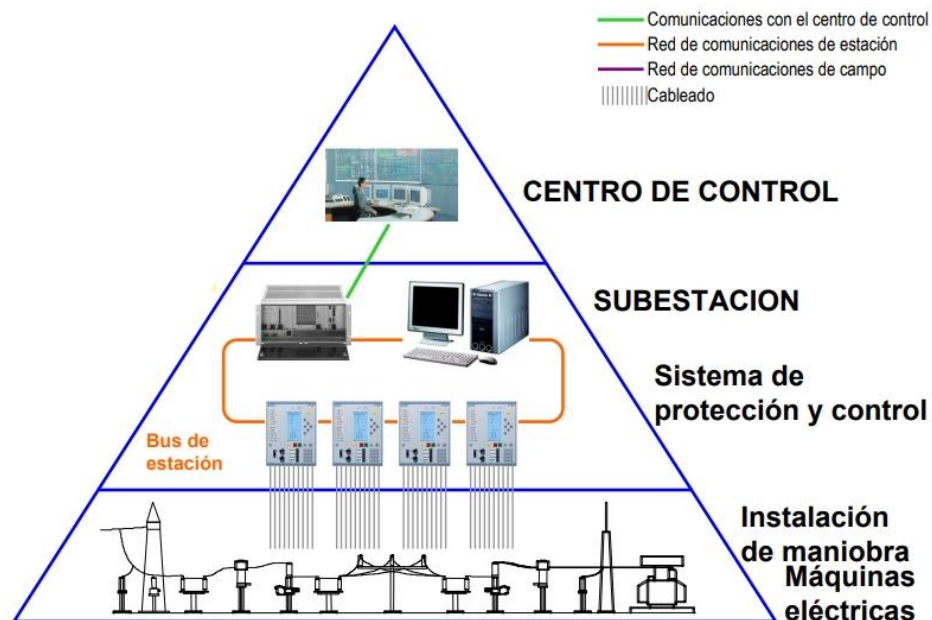 Comunicaciones con el centro de control
Red de comunicaciones de estación
Red de comunicaciones de campo
Cableado
CENTRO DE CONTROL
SUBESTACION
Sistema de
protección y control
Bus de
estación
Instalación
de maniobra
Máquinas
eléctricas